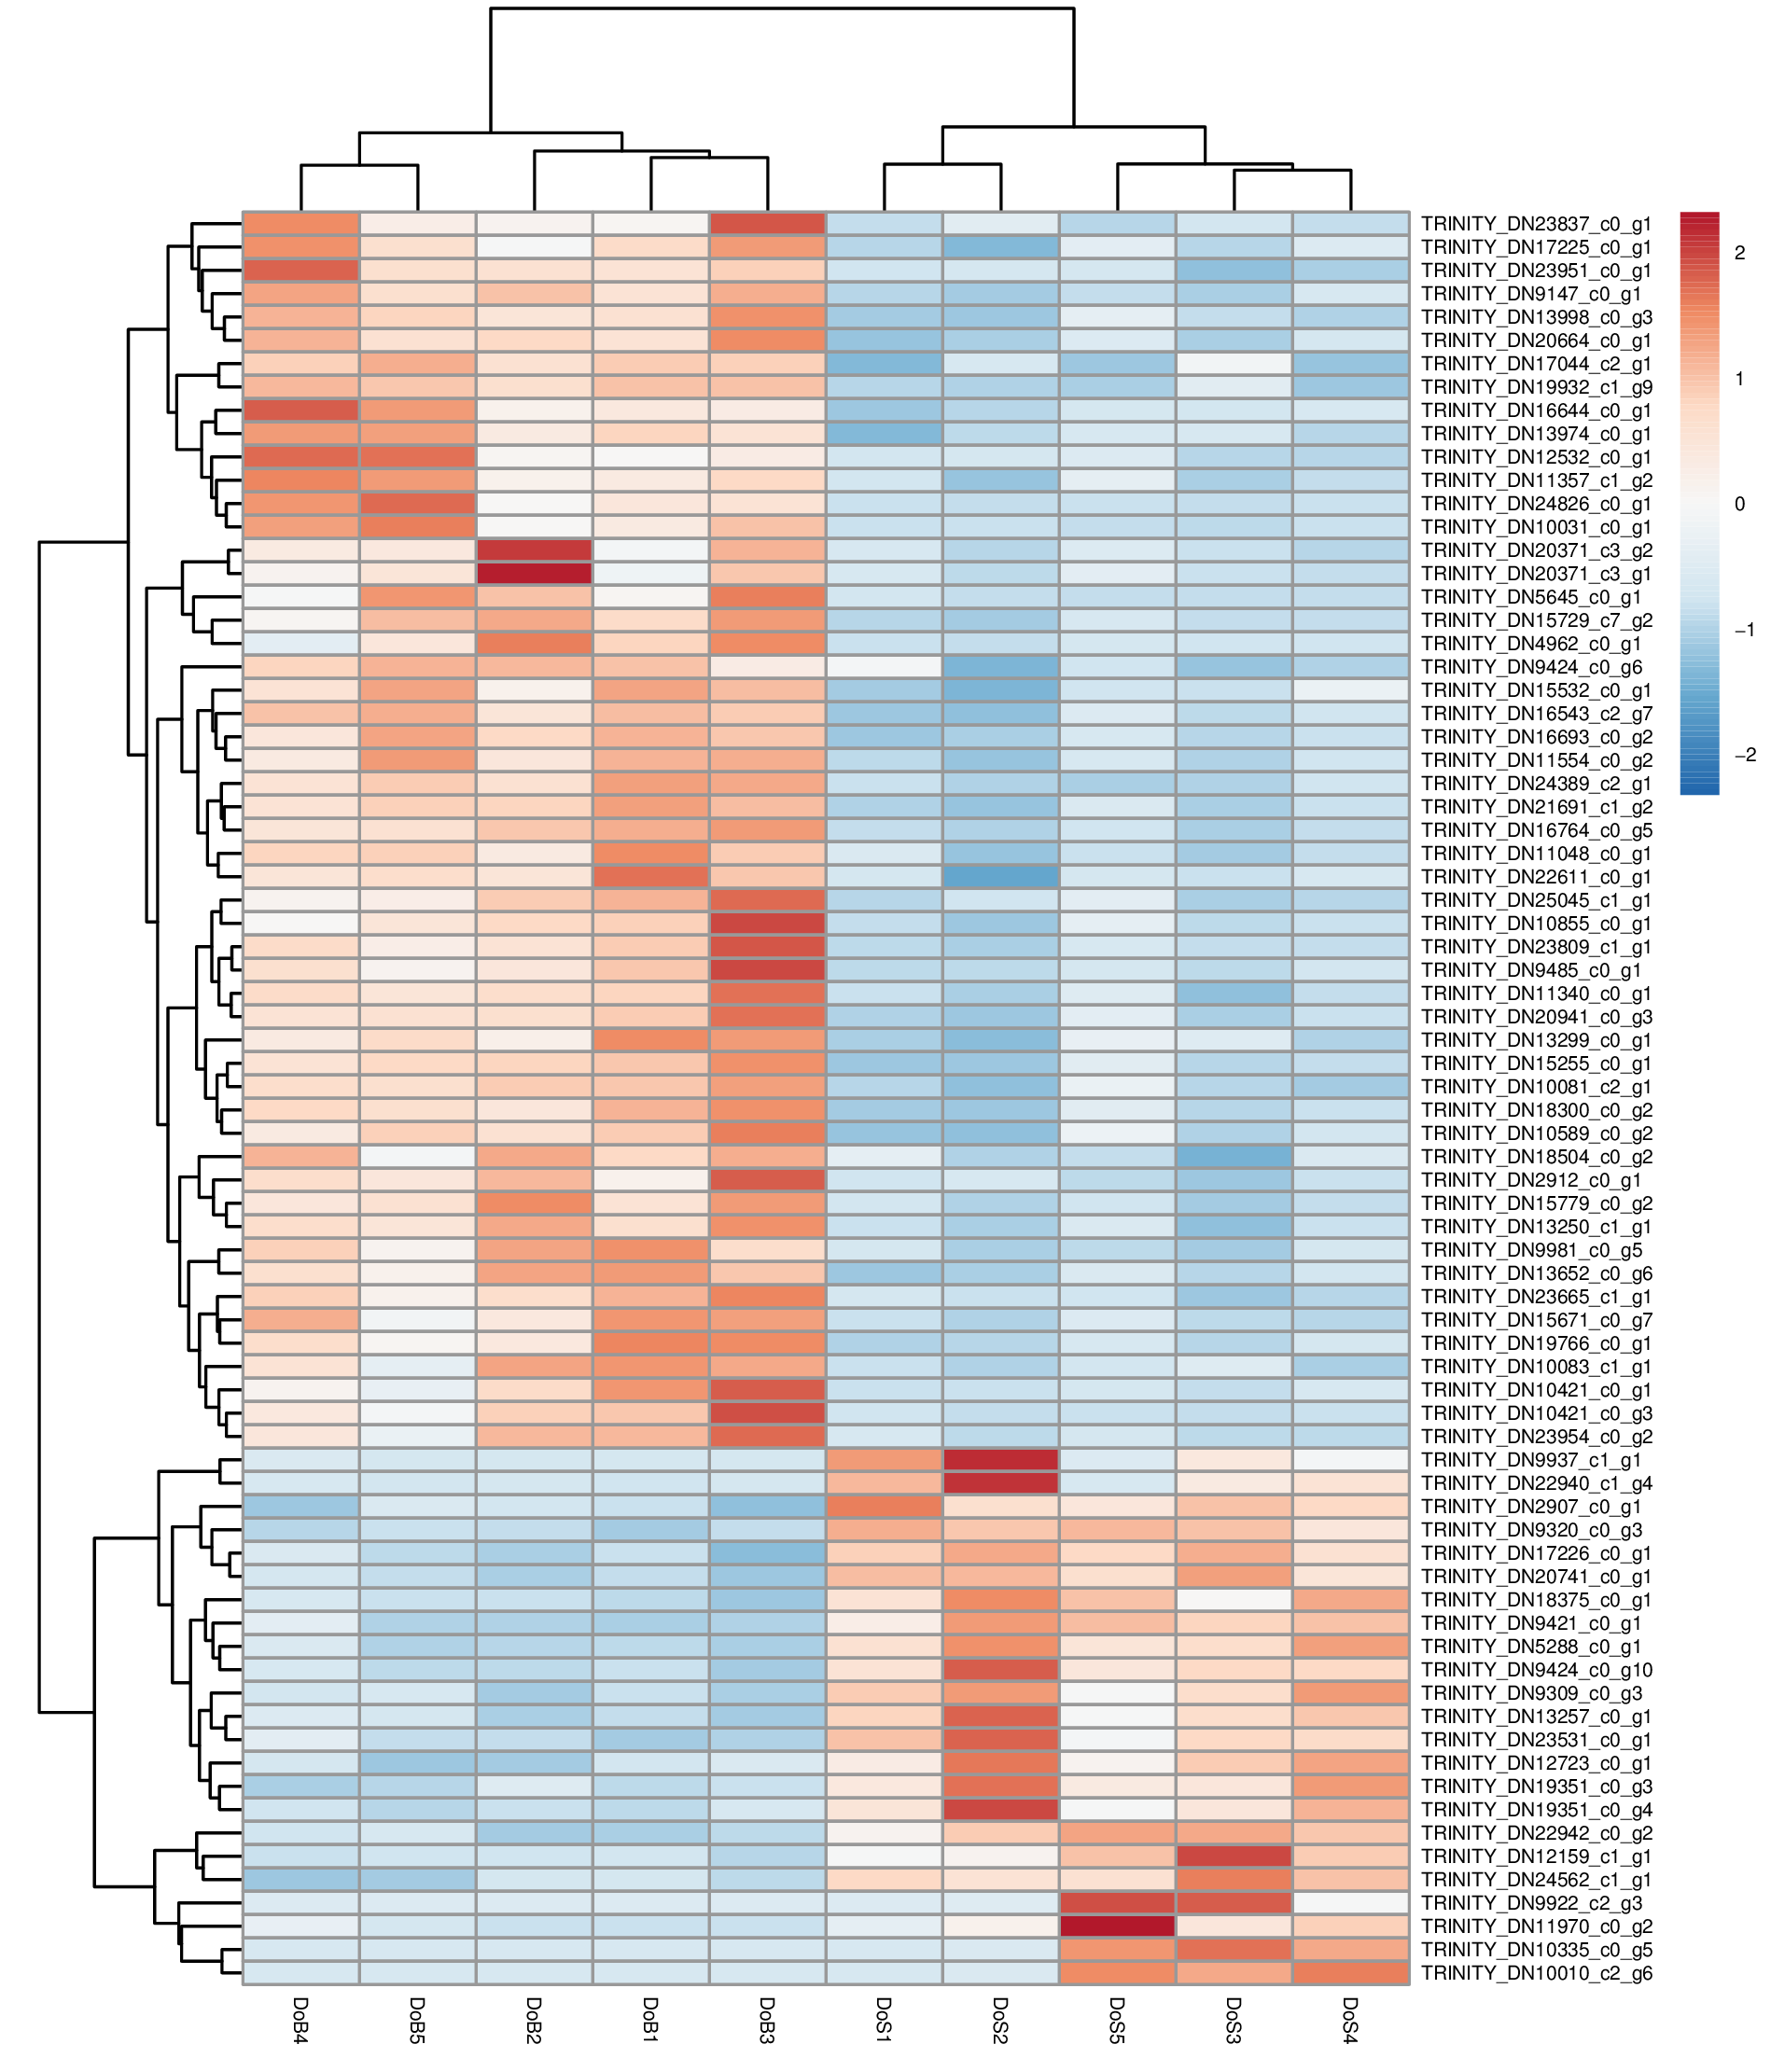 TRINITY_DN23837_c0_g1
TRINITY_DN17225_c0_g1
TRINITY_DN23951_c0_g1
TRINITY_DN9147_c0_g1
TRINITY_DN13998_c0_g3
TRINITY_DN20664_c0_g1
TRINITY_DN17044_c2_g1
TRINITY_DN19932_c1_g9
TRINITY_DN16644_c0_g1
TRINITY_DN13974_c0_g1
TRINITY_DN12532_c0_g1
TRINITY_DN11357_c1_g2
TRINITY_DN24826_c0_g1
TRINITY_DN10031_c0_g1
TRINITY_DN20371_c3_g2
TRINITY_DN20371_c3_g1
TRINITY_DN5645_c0_g1
TRINITY_DN15729_c7_g2
TRINITY_DN4962_c0_g1
TRINITY_DN9424_c0_g6
TRINITY_DN15532_c0_g1
TRINITY_DN16543_c2_g7
TRINITY_DN16693_c0_g2
TRINITY_DN11554_c0_g2
TRINITY_DN24389_c2_g1
TRINITY_DN21691_c1_g2
TRINITY_DN16764_c0_g5
TRINITY_DN11048_c0_g1
TRINITY_DN22611_c0_g1
TRINITY_DN25045_c1_g1
TRINITY_DN10855_c0_g1
TRINITY_DN23809_c1_g1
TRINITY_DN9485_c0_g1
TRINITY_DN11340_c0_g1
TRINITY_DN20941_c0_g3
TRINITY_DN13299_c0_g1
TRINITY_DN15255_c0_g1
TRINITY_DN10081_c2_g1
TRINITY_DN18300_c0_g2
TRINITY_DN10589_c0_g2
TRINITY_DN18504_c0_g2
TRINITY_DN2912_c0_g1
TRINITY_DN15779_c0_g2
TRINITY_DN13250_c1_g1
TRINITY_DN9981_c0_g5
TRINITY_DN13652_c0_g6
TRINITY_DN23665_c1_g1
TRINITY_DN15671_c0_g7
TRINITY_DN19766_c0_g1
TRINITY_DN10083_c1_g1
TRINITY_DN10421_c0_g1
TRINITY_DN10421_c0_g3
TRINITY_DN23954_c0_g2
TRINITY_DN9937_c1_g1
TRINITY_DN22940_c1_g4
TRINITY_DN2907_c0_g1
TRINITY_DN9320_c0_g3
TRINITY_DN17226_c0_g1
TRINITY_DN20741_c0_g1
TRINITY_DN18375_c0_g1
TRINITY_DN9421_c0_g1
TRINITY_DN5288_c0_g1
TRINITY_DN9424_c0_g10
TRINITY_DN9309_c0_g3
TRINITY_DN13257_c0_g1
TRINITY_DN23531_c0_g1
TRINITY_DN12723_c0_g1
TRINITY_DN19351_c0_g3
TRINITY_DN19351_c0_g4
TRINITY_DN22942_c0_g2
TRINITY_DN12159_c1_g1
TRINITY_DN24562_c1_g1
TRINITY_DN9922_c2_g3
TRINITY_DN11970_c0_g2
TRINITY_DN10335_c0_g5
TRINITY_DN10010_c2_g6
2
1
0
−1
−2
DoB4
DoB5
DoB2
DoB1
DoB3
DoS1
DoS2
DoS5
DoS3
DoS4